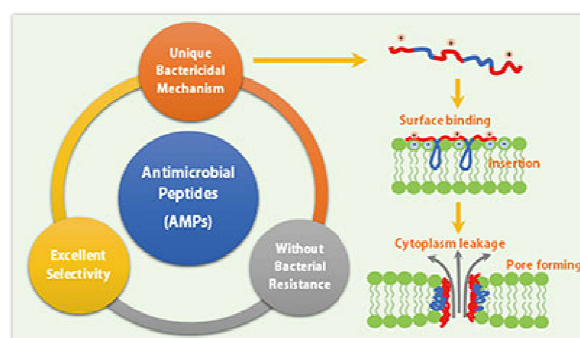 Unique
Bactericidal
Mechanism
Antimicrobial
Peptides
(AMPs)
Excellent
Selectivity
Without
Bacterial
Resistance
Surface binding
Insertion
Cytoplasm leakage
Pore forming